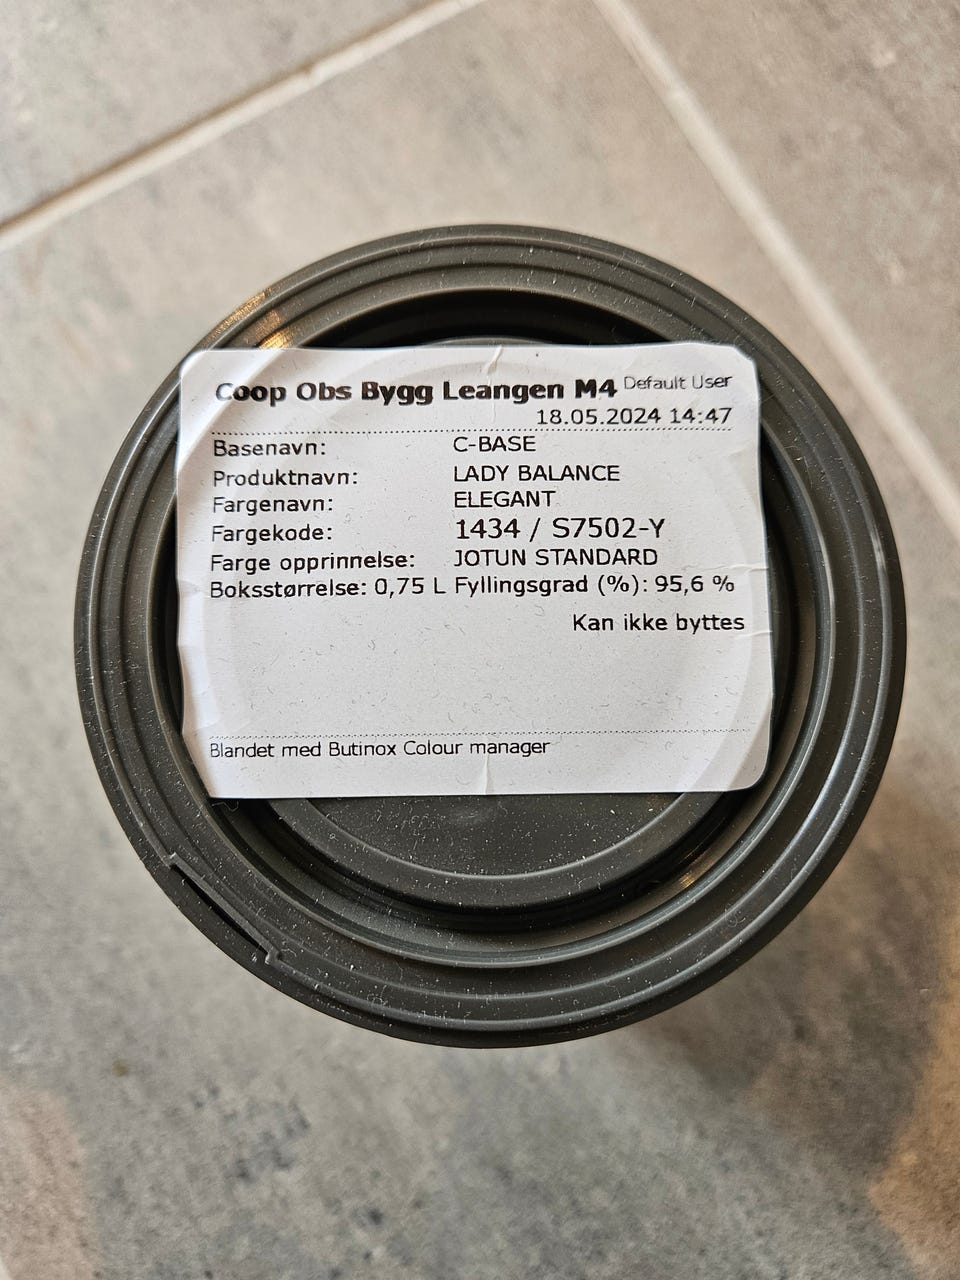 Coop Obs Bygg Leangen M4 Default User
18.05.2024 14:47
Basenavn: C-BASE
Produktnavn: LADY BALANCE
Fargenavn: ELEGANT
Fargekode: 1434 / S7502-Y
Farge opprinnelse: JOTUN STANDARD
Boksstørrelse: 0,75 L Fyllingsgrad (%): 95,6 %
Kan ikke byttes
Blandet med Butinox Colour manager